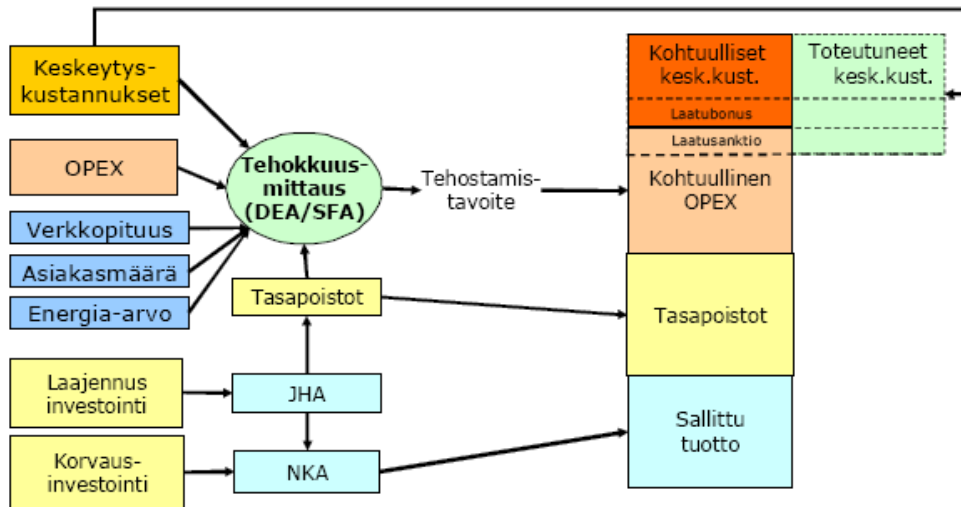 Keskeytys-
kustannukset
OPEX
Verkkopituus
Asiakasmäärä
Energia-arvo
Laajennus
investointi
Korvaus-
investointi
Tehokkuus-
mittaus
(DEA/SFA)
Tasapoistot
JHA
NKA
Tehostamis-
tavoite
Kohtuulliset
kesk.kust.
Laatubonus
Laatusanktio
Kohtuullinen
OPEX
Tasapoistot
Sallittu
tuotto
Toteutuneet
kesk.kust.